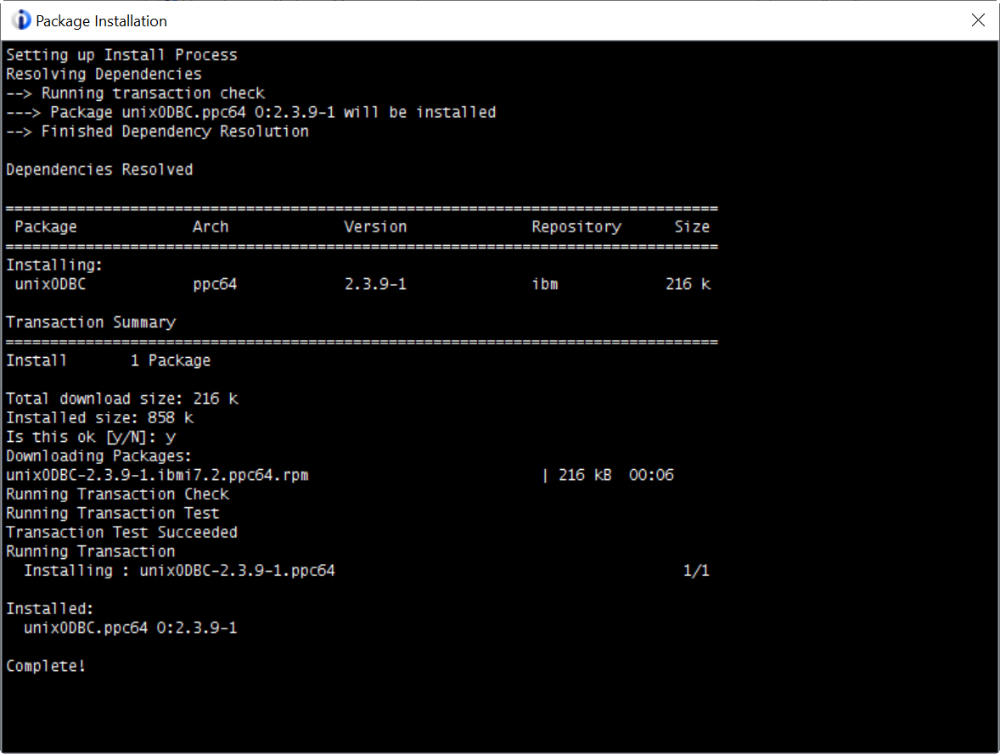 Package Installation
Setting up Install Process
Resolving Dependencies
--> Running transaction check
---> Package unixODBC.ppc64 0:2.3.9-1 will be installed
--> Finished Dependency Resolution
Dependencies Resolved
================================================================================
Package Arch Version Repository Size
================================================================================
Installing:
unixODBC ppc64 2.3.9-1 ibm 216 k
Transaction Summary
================================================================================
Install 1 Package
Total download size: 216 k
Installed size: 858 k
Is this ok [y/N]: y
Downloading Packages:
unixODBC-2.3.9-1.ibmi7.2.ppc64.rpm | 216 kB 00:06
Running Transaction Check
Running Transaction Test
Transaction Test Succeeded
Running Transaction
Installing : unixODBC-2.3.9-1.ppc64 1/1
Installed:
unixODBC.ppc64 0:2.3.9-1
Complete!